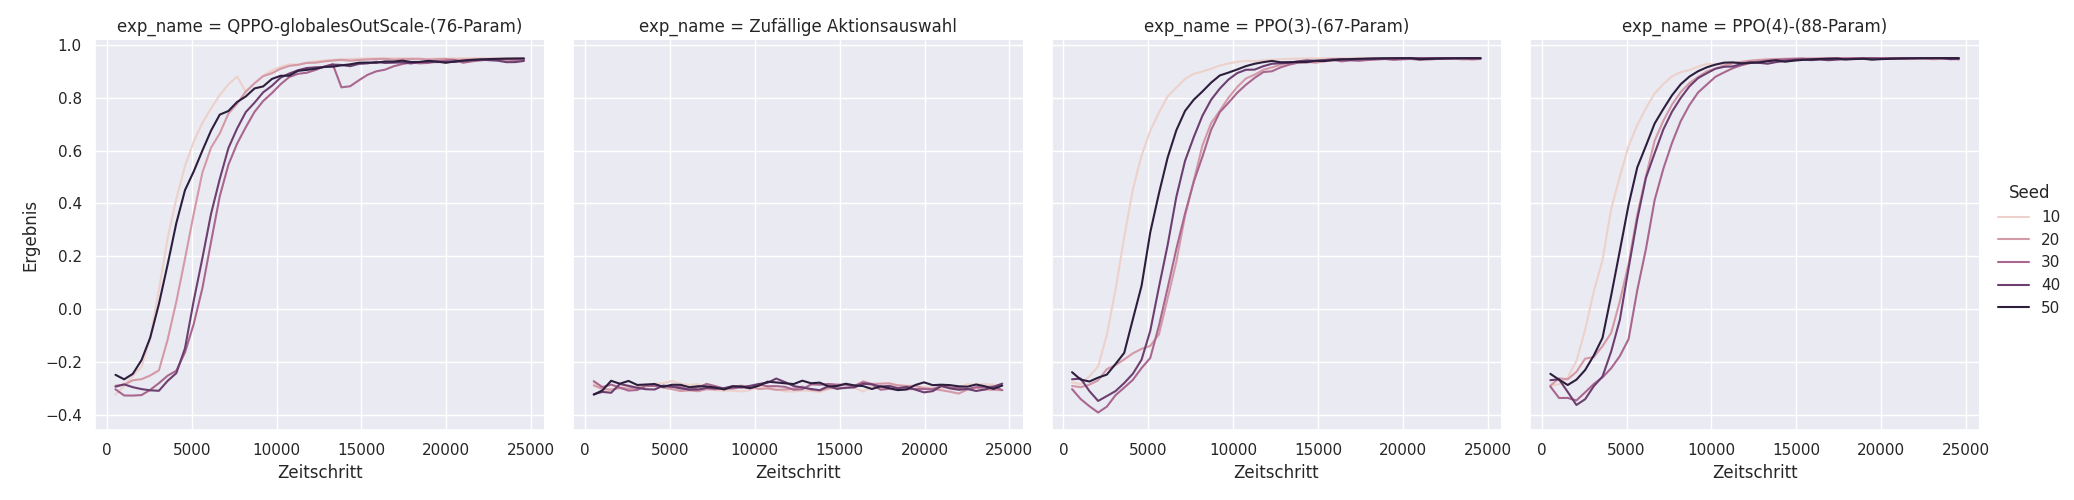 exp_name = QPPO-globalesOutScale-(76-Param)
exp_name = Zufällige Aktionsauswahl
exp_name = PPO(3)-(67-Param)
exp_name = PPO(4)-(88-Param)
1.0
0.8
0.6
0.4
0.2
0.0
−0.2
−0.4
Ergebnis
0 5000 10000 15000 20000 25000
0 5000 10000 15000 20000 25000
0 5000 10000 15000 20000 25000
0 5000 10000 15000 20000 25000
Zeitschritt
Zeitschritt
Zeitschritt
Zeitschritt
Seed
10
20
30
40
50